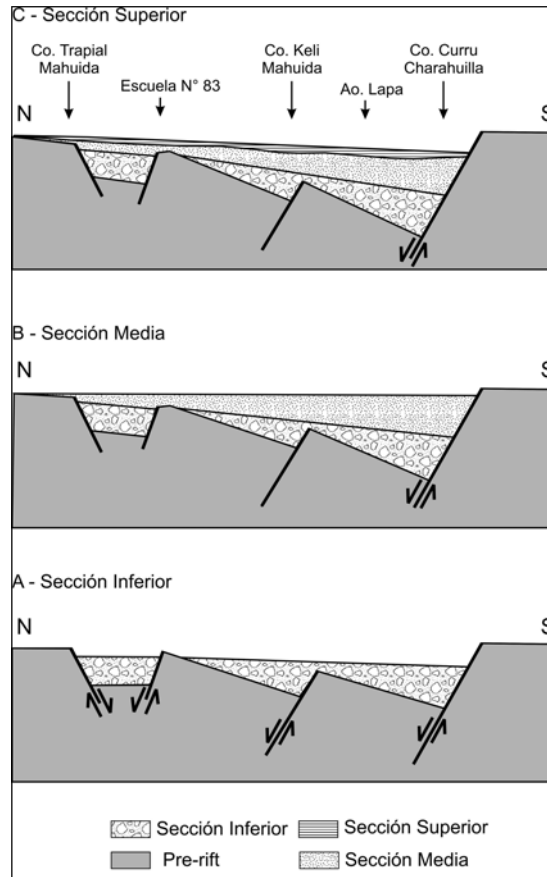 C - Sección Superior
Co. Trapial Mahuida
Escuela N° 83
Co. Keli Mahuida
Ao. Lapa
Co. Curru Charahuilla
N S
B - Sección Media
N S
A - Sección Inferior
N S
Sección Inferior Sección Superior
Pre-rift Sección Media